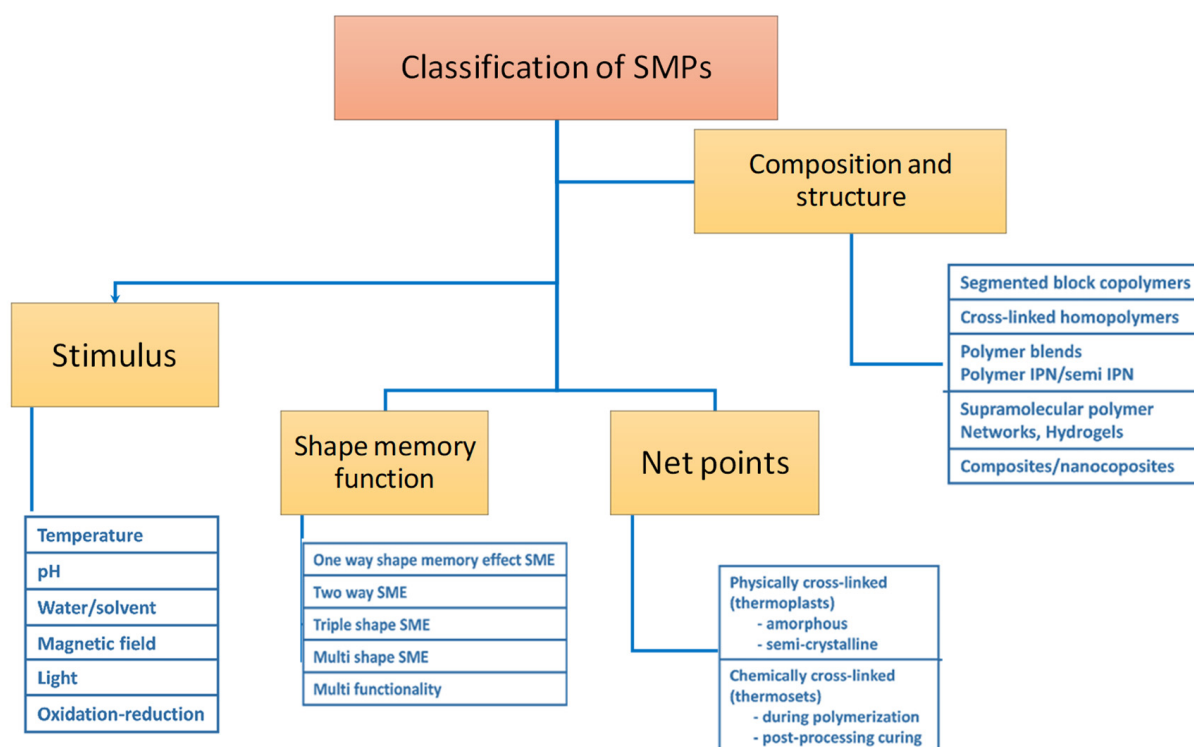 Classification of SMPs
Composition and
structure
Segmented block copolymers
Cross-linked homopolymers
Polymer blends
Polymer IPN/semi IPN
Supramolecular polymer
Networks, Hydrogels
Composites/nanocoposites
Stimulus
Temperature
pH
Water/solvent
Magnetic field
Light
Oxidation-reduction
Shape memory
function
One way shape memory effect SME
Two way SME
Triple shape SME
Multi shape SME
Multi functionality
Net points
Physically cross-linked
(thermoplasts)
- amorphous
- semi-crystalline
Chemically cross-linked
(thermosets)
- during polymerization
- post-processing curing